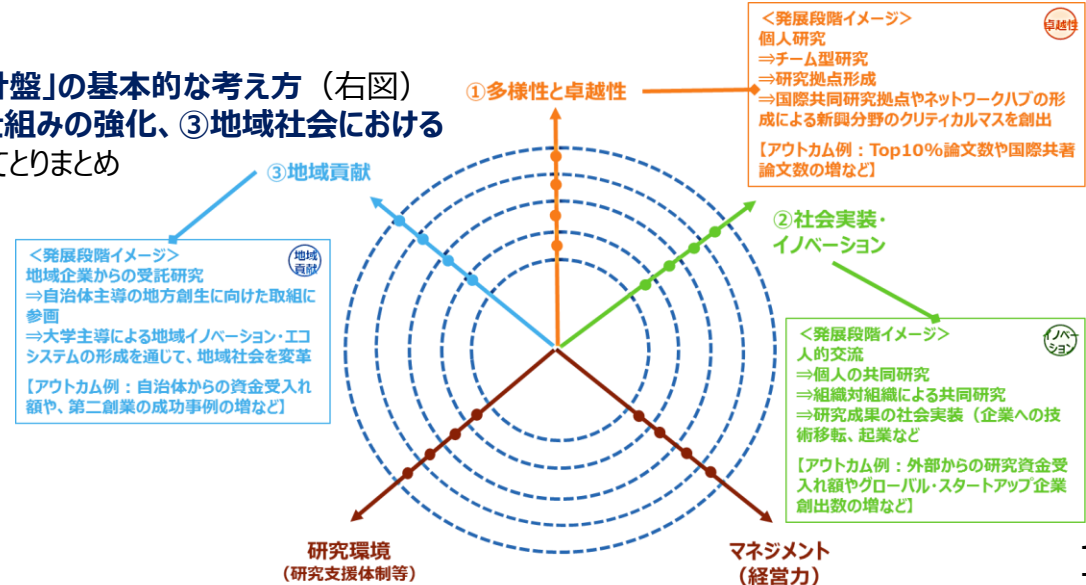 計盤」の基本的な考え方（右図）
仕組みの強化、③地域社会における
てとりまとめ
①多様性と卓越性
＜発展段階イメージ＞
卓越性
個人研究
⇒チーム型研究
⇒研究拠点形成
⇒国際共同研究拠点やネットワークハブの形
成による新興分野のクリティカルマスを創出
【アウトカム例：Top10%論文数や国際共著
論文数の増など】
③地域貢献
②社会実装・
イノベーション
＜発展段階イメージ＞
地域
貢献
地域企業からの受託研究
⇒自治体主導の地方創生に向けた取組に
参画
⇒大学主導による地域イノベーション・エコ
システムの形成を通じて、地域社会を変革
【アウトカム例：自治体からの資金受入れ
額や、第二創業の成功事例の増など】
＜発展段階イメージ＞
イノベー
ション
人的交流
⇒個人の共同研究
⇒組織対組織による共同研究
⇒研究成果の社会実装（企業への技
術移転、起業など
【アウトカム例：外部からの研究資金受
入れ額やグローバル・スタートアップ企業
創出数の増など】
研究環境
（研究支援体制等）
マネジメント
（経営力）